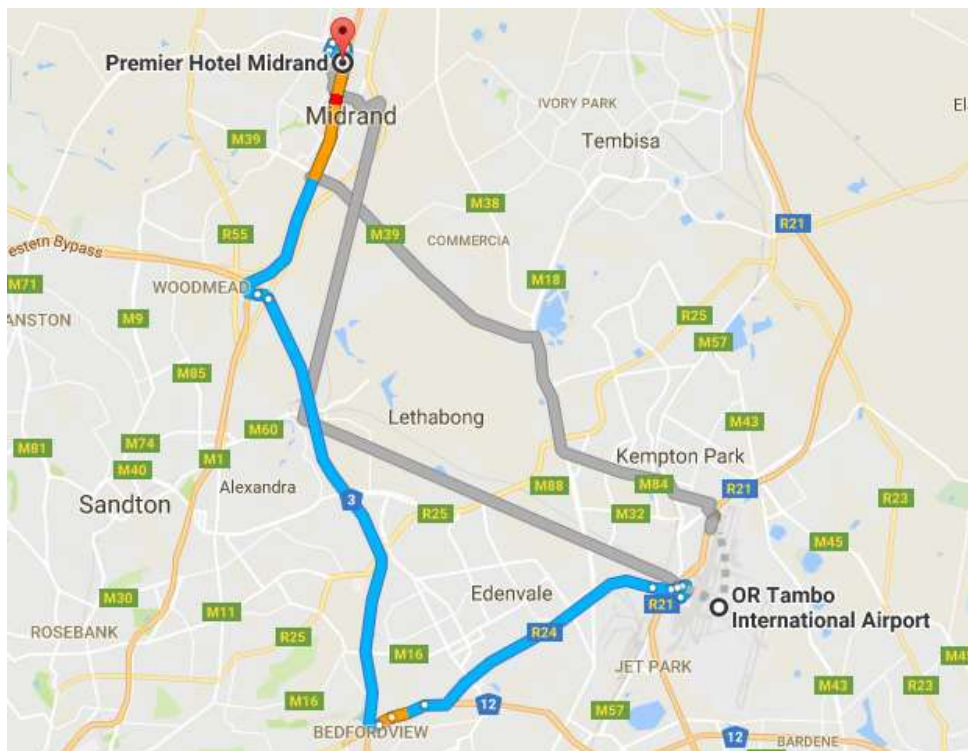 Premier Hotel Midrand
IVORY PARK
El
Midrand
M39
Tembisa
M38
R21
R55
M39
COMMERCIA
estern Bypass
M71
WOODMEAD
M18
ANSTON
M9
R25
M57
M85
Lethabong
M60
M43
M81
M74
M1
Kempton Park
M40
Alexandra
M88
M84
R21
Sandton
3
R25
M32
R23
M45
Edenvale
R21
OR Tambo
International Airport
M30
M11
ROSEBANK
R25
R24
M16
JET PARK
M45
M16
12
M57
M43
R23
BEDFORDVIEW
12
BARDENE